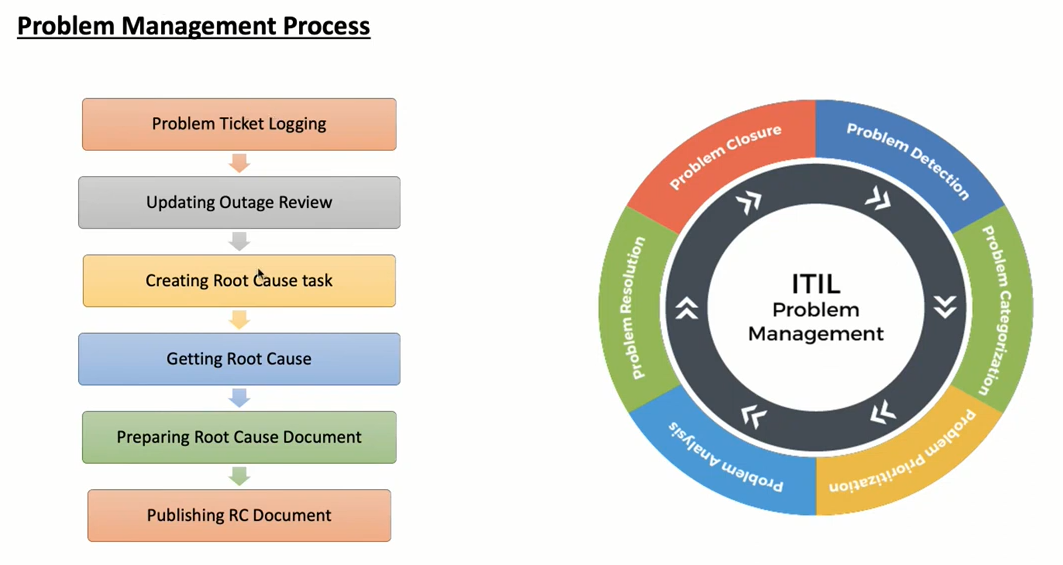 Problem Management Process
Problem Ticket Logging
Updating Outage Review
Creating Root Cause task
Getting Root Cause
Preparing Root Cause Document
Publishing RC Document
Problem Detection
Problem Categorization
Problem Prioritization
Problem Analysis
Problem Resolution
Problem Closure
ITIL
Problem
Management